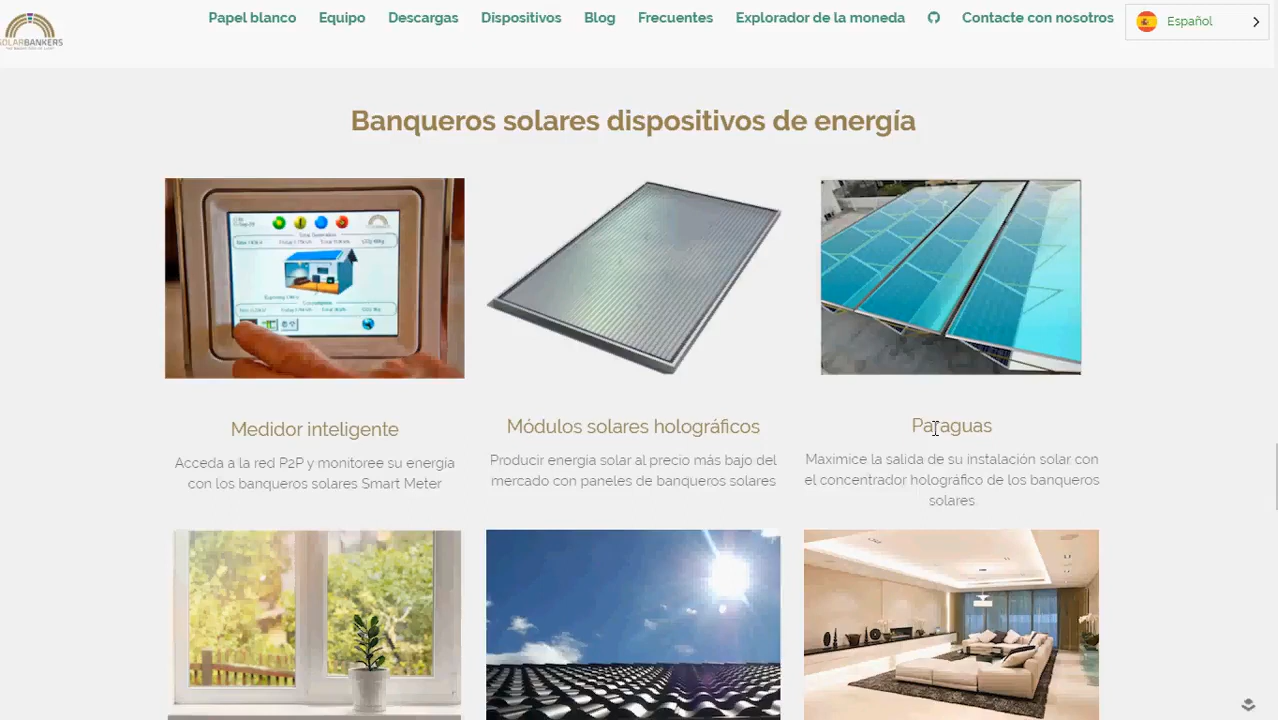 Papel blanco Equipo Descargas Dispositivos Blog Frecuentes Explorador de la moneda Contacte con nosotros Español
SOLARBANKERS
Banqueros solares dispositivos de energía
Medidor inteligente
Acceda a la red P2P y monitoree su energía
con los banqueros solares Smart Meter
Módulos solares holográficos
Producir energía solar al precio más bajo del
mercado con paneles de banqueros solares
Paraguas
Maximice la salida de su instalación solar con
el concentrador holográfico de los banqueros
solares.